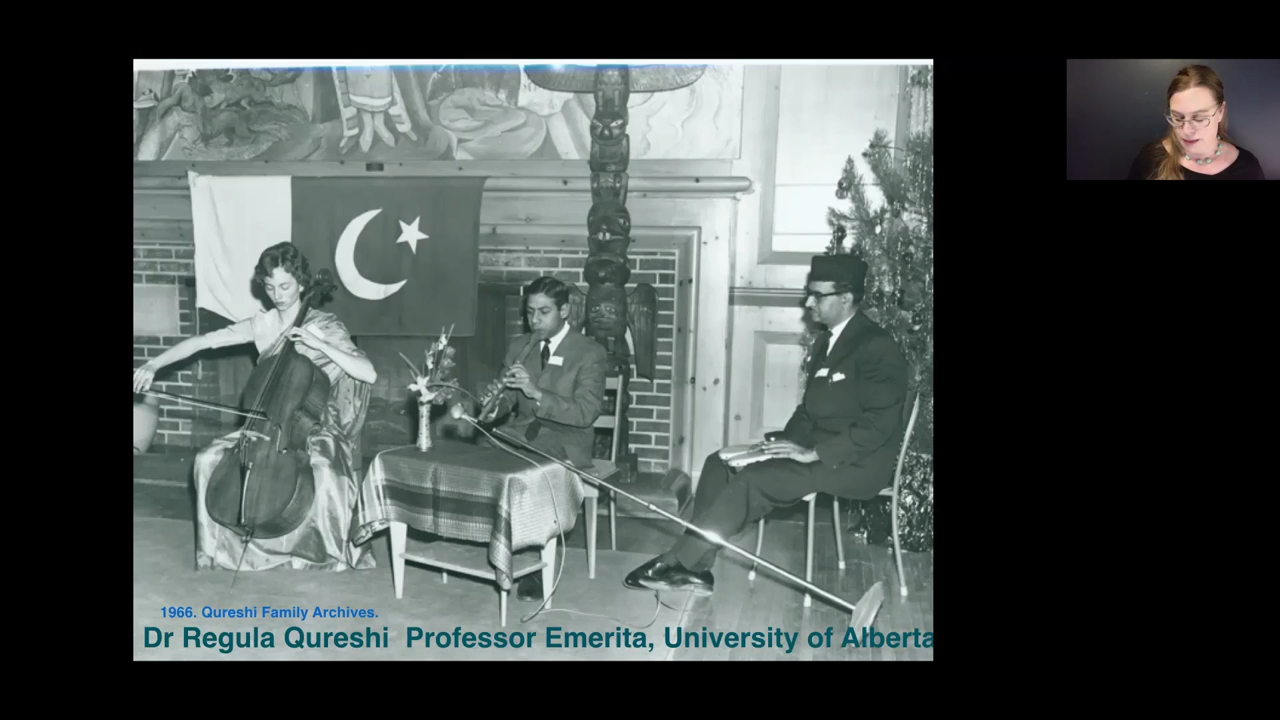 1966. Qureshi Family Archives.
Dr Regula Qureshi  Professor Emerita, University of Alberta